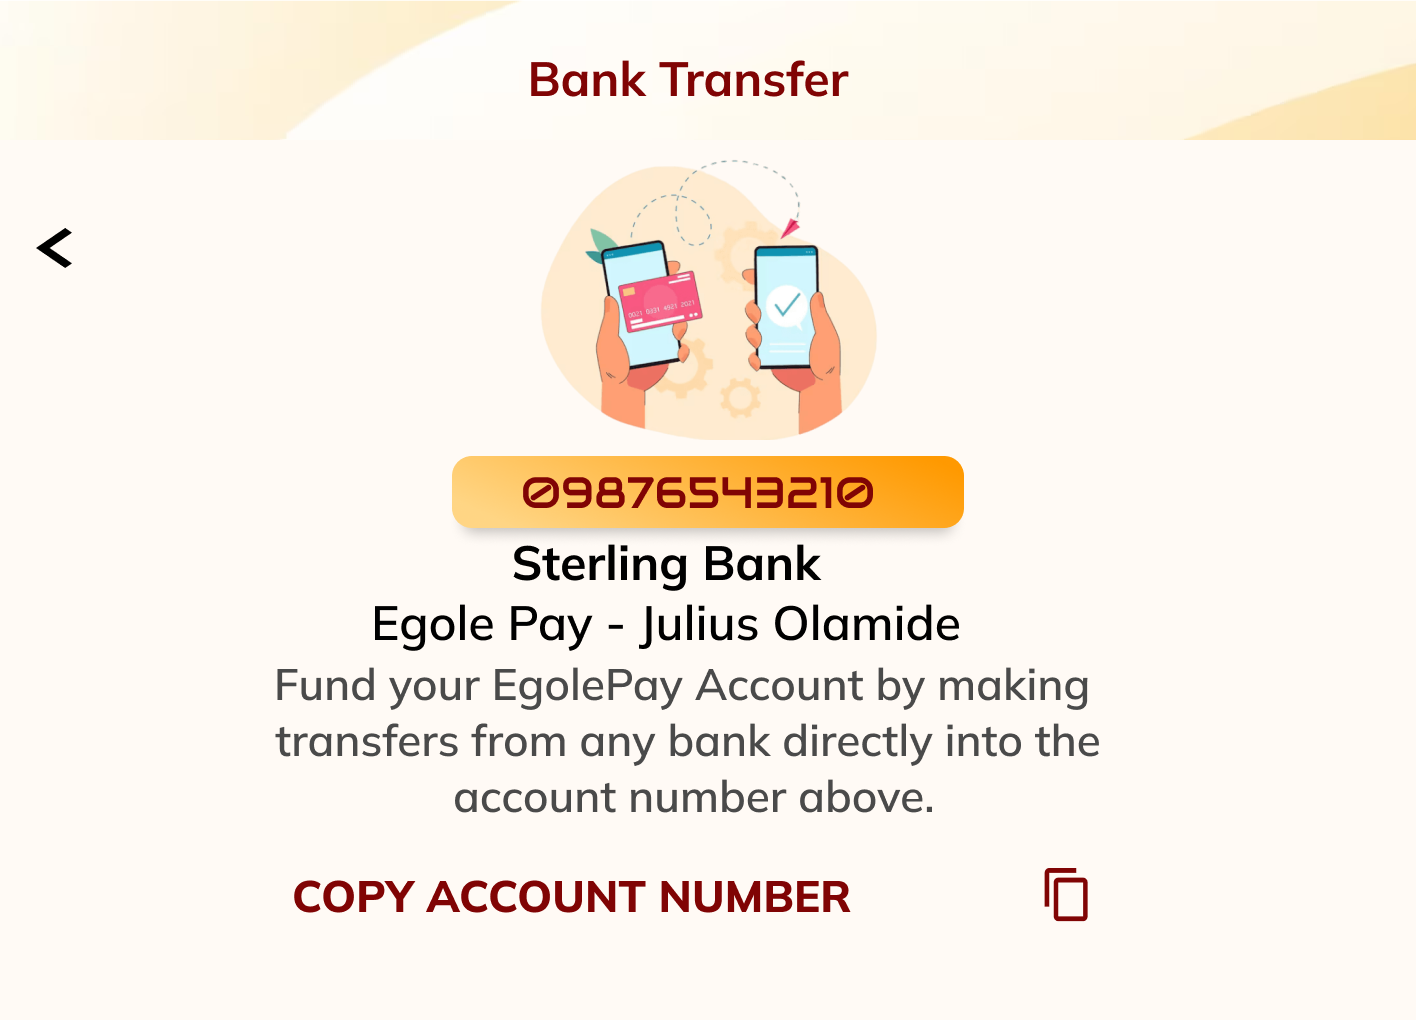 Bank Transfer
0021 0331 4921 2021
09876543210
Sterling Bank
Egole Pay - Julius Olamide
Fund your EgolePay Account by making
transfers from any bank directly into the
account number above.
COPY ACCOUNT NUMBER